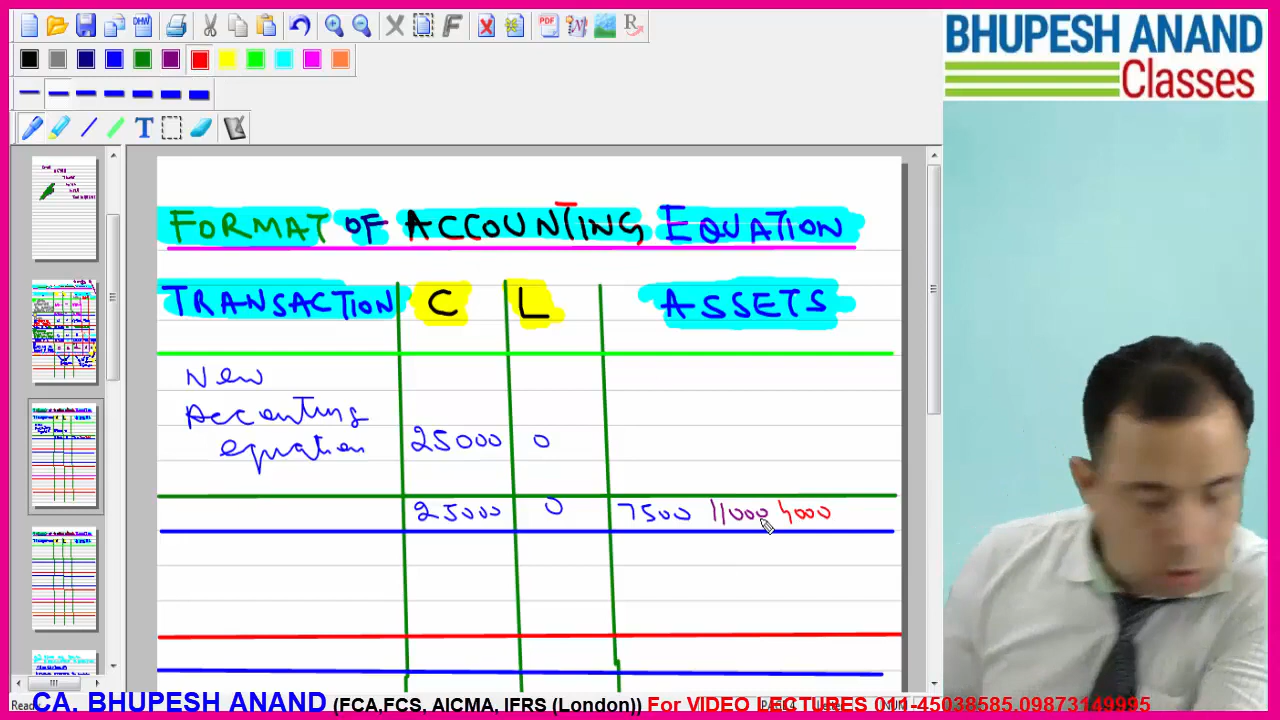 BHUPESH ANAND
Classes
FORMAT OF ACCOUNTING EQUATION
TRANSACTION C L ASSETS
New
Accounting
equation 25000 0
25000 0 7500 11000 4000
CA. BHUPESH ANAND (FCA,FCS, AICMA, IFRS (London)) For VIDEO LECTURES 011-45038585,09873149995